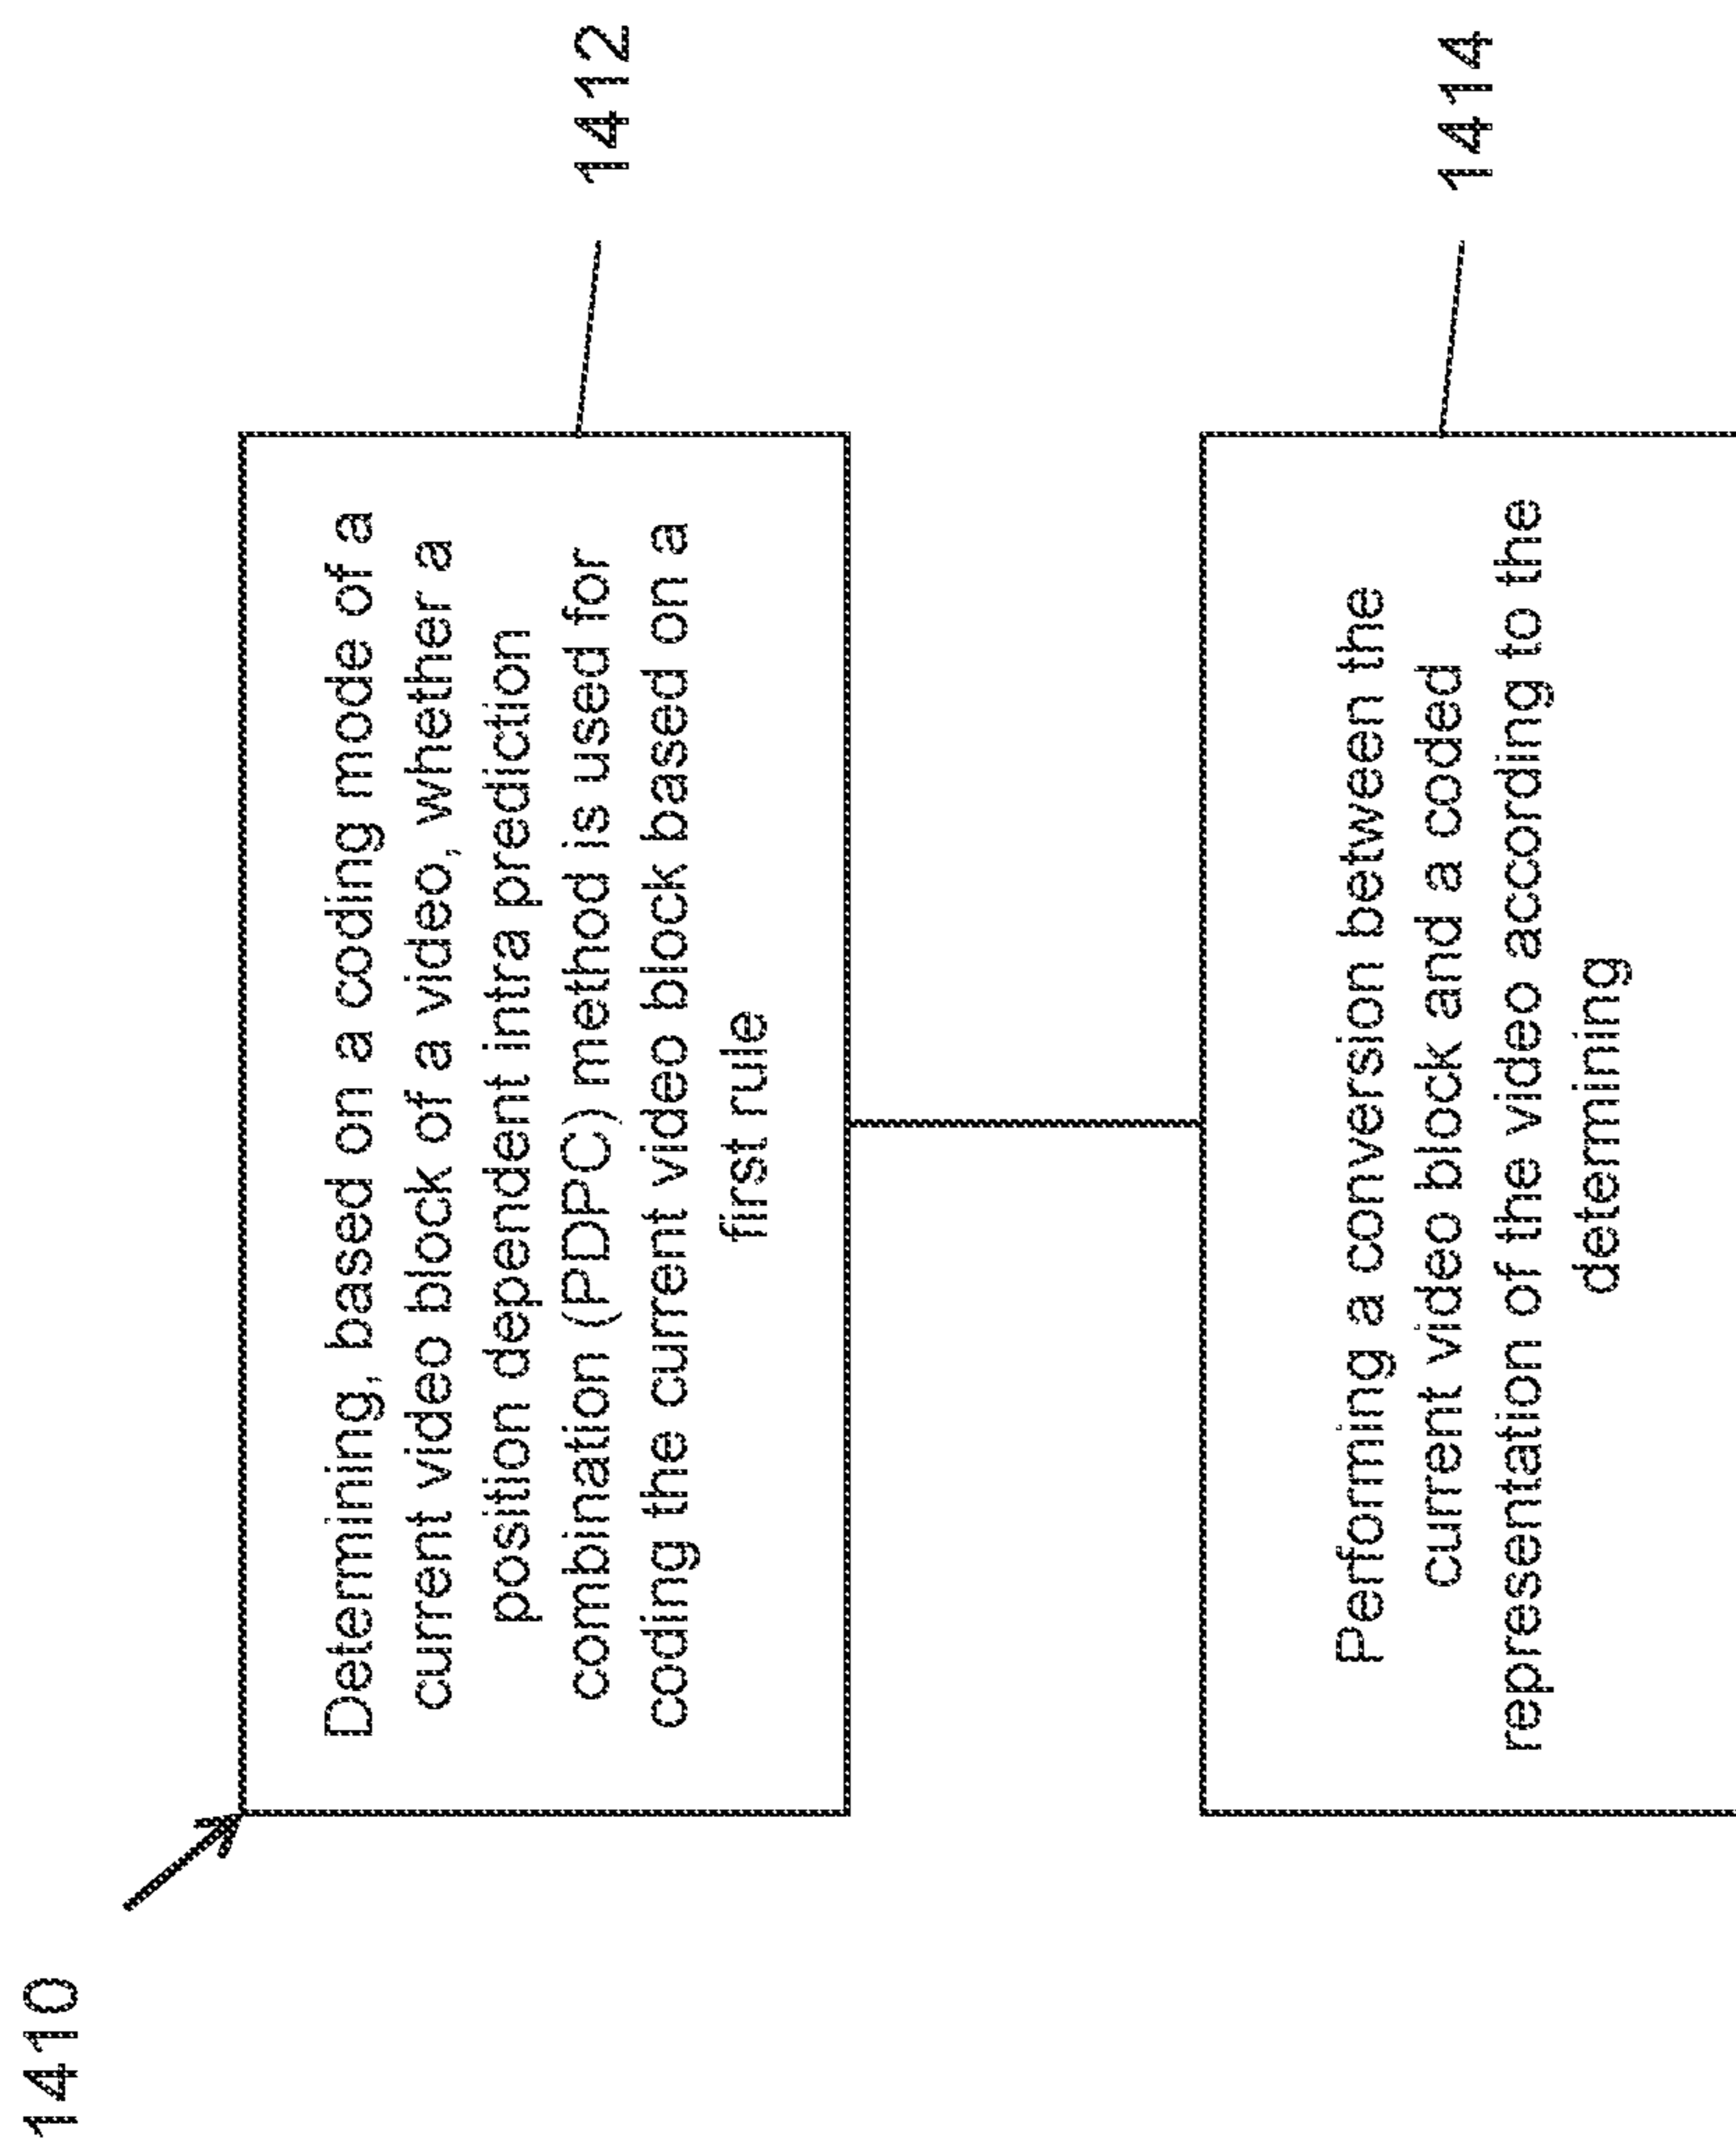 1410
Determining, based on a coding mode of a
current video block of a video, whether a
position dependent intra prediction
combination (PDPC) method is used for
coding the current video block based on a
first rule
1412
Performing a conversion between the
current video block and a coded
representation of the video according to the
determining
1414